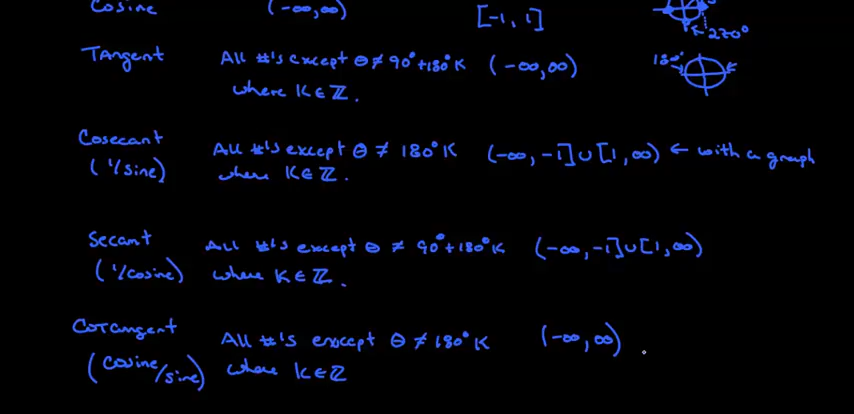 Cosine (-∞,∞) [-1, 1]
270°
Tangent All #'s except θ ≠ 90°+180°K (-∞,∞) 180°
where K∈ℤ.
Cosecant All #'s except θ ≠ 180°K (-∞,-1]∪[1,∞) ← with a graph
(1/sine) where K∈ℤ.
Secant All #'s except θ ≠ 90°+180°K (-∞,-1]∪[1,∞)
(1/cosine) where K∈ℤ.
Cotangent All #'s except θ ≠ 180°K (-∞,∞)
(cosine/sine) where K∈ℤ